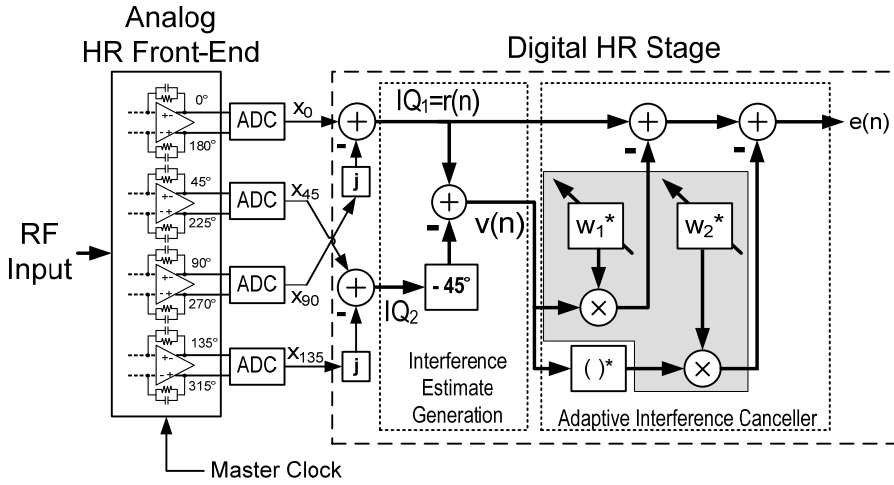 Analog
HR Front-End
Digital HR Stage
0°
180°
45°
225°
90°
270°
135°
315°
+-
-+
+-
-+
+-
-+
+-
-+
ADC
ADC
ADC
ADC
x₀
x₄₅
x₉₀
x₁₃₅
RF
Input
Master Clock
+
-
j
+
-
j
IQ₁=r(n)
IQ₂
+
-
- 45°
v(n)
Interference
Estimate
Generation
+
-
+
-
e(n)
w₁*
w₂*
×
×
( )*
Adaptive Interference Canceller